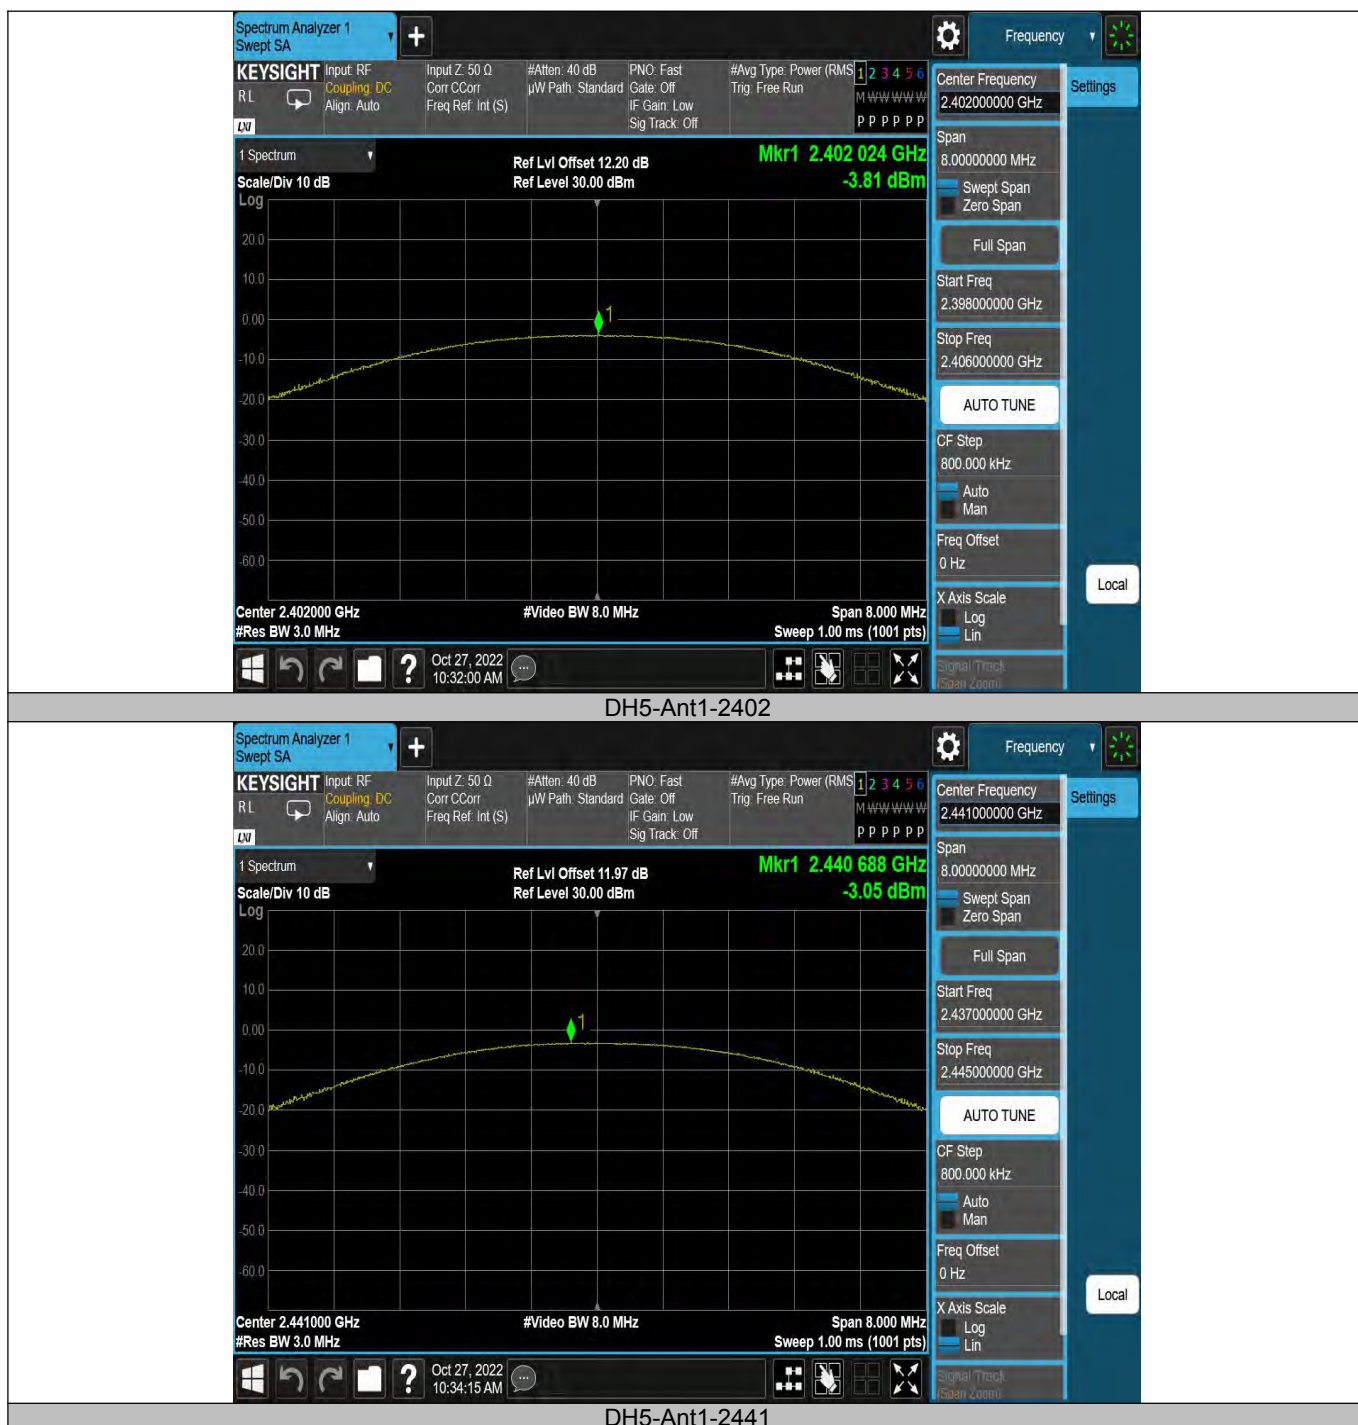 Spectrum Analyzer 1
Swept SA
+
Frequency
KEYSIGHT
RL
LXI
Input: RF
Coupling: DC
Align: Auto
Input Z: 50 Ω
Corr CCorr
Freq Ref: Int (S)
#Atten: 40 dB
µW Path: Standard
PNO: Fast
Gate: Off
IF Gain: Low
Sig Track: Off
#Avg Type: Power (RMS
Trig: Free Run
1 2 3 4 5 6
M W W W W W
P P P P P P
Center Frequency
2.402000000 GHz
Settings
Span
8.00000000 MHz
Swept Span
Zero Span
Full Span
Start Freq
2.398000000 GHz
Stop Freq
2.406000000 GHz
AUTO TUNE
CF Step
800.000 kHz
Auto
Man
Freq Offset
0 Hz
X Axis Scale
Log
Lin
Signal Track
(Span Zoom)
Local
1 Spectrum
Scale/Div 10 dB
Log
Ref Lvl Offset 12.20 dB
Ref Level 30.00 dBm
Mkr1 2.402 024 GHz
-3.81 dBm
20.0
10.0
0.00
-10.0
-20.0
-30.0
-40.0
-50.0
-60.0
1
Center 2.402000 GHz
#Res BW 3.0 MHz
#Video BW 8.0 MHz
Span 8.000 MHz
Sweep 1.00 ms (1001 pts)
?
Oct 27, 2022
10:32:00 AM
DH5-Ant1-2402
Spectrum Analyzer 1
Swept SA
+
Frequency
KEYSIGHT
RL
LXI
Input: RF
Coupling: DC
Align: Auto
Input Z: 50 Ω
Corr CCorr
Freq Ref: Int (S)
#Atten: 40 dB
µW Path: Standard
PNO: Fast
Gate: Off
IF Gain: Low
Sig Track: Off
#Avg Type: Power (RMS
Trig: Free Run
1 2 3 4 5 6
M W W W W W
P P P P P P
Center Frequency
2.441000000 GHz
Settings
Span
8.00000000 MHz
Swept Span
Zero Span
Full Span
Start Freq
2.437000000 GHz
Stop Freq
2.445000000 GHz
AUTO TUNE
CF Step
800.000 kHz
Auto
Man
Freq Offset
0 Hz
X Axis Scale
Log
Lin
Signal Track
(Span Zoom)
Local
1 Spectrum
Scale/Div 10 dB
Log
Ref Lvl Offset 11.97 dB
Ref Level 30.00 dBm
Mkr1 2.440 688 GHz
-3.05 dBm
20.0
10.0
0.00
-10.0
-20.0
-30.0
-40.0
-50.0
-60.0
1
Center 2.441000 GHz
#Res BW 3.0 MHz
#Video BW 8.0 MHz
Span 8.000 MHz
Sweep 1.00 ms (1001 pts)
?
Oct 27, 2022
10:34:15 AM
DH5-Ant1-2441